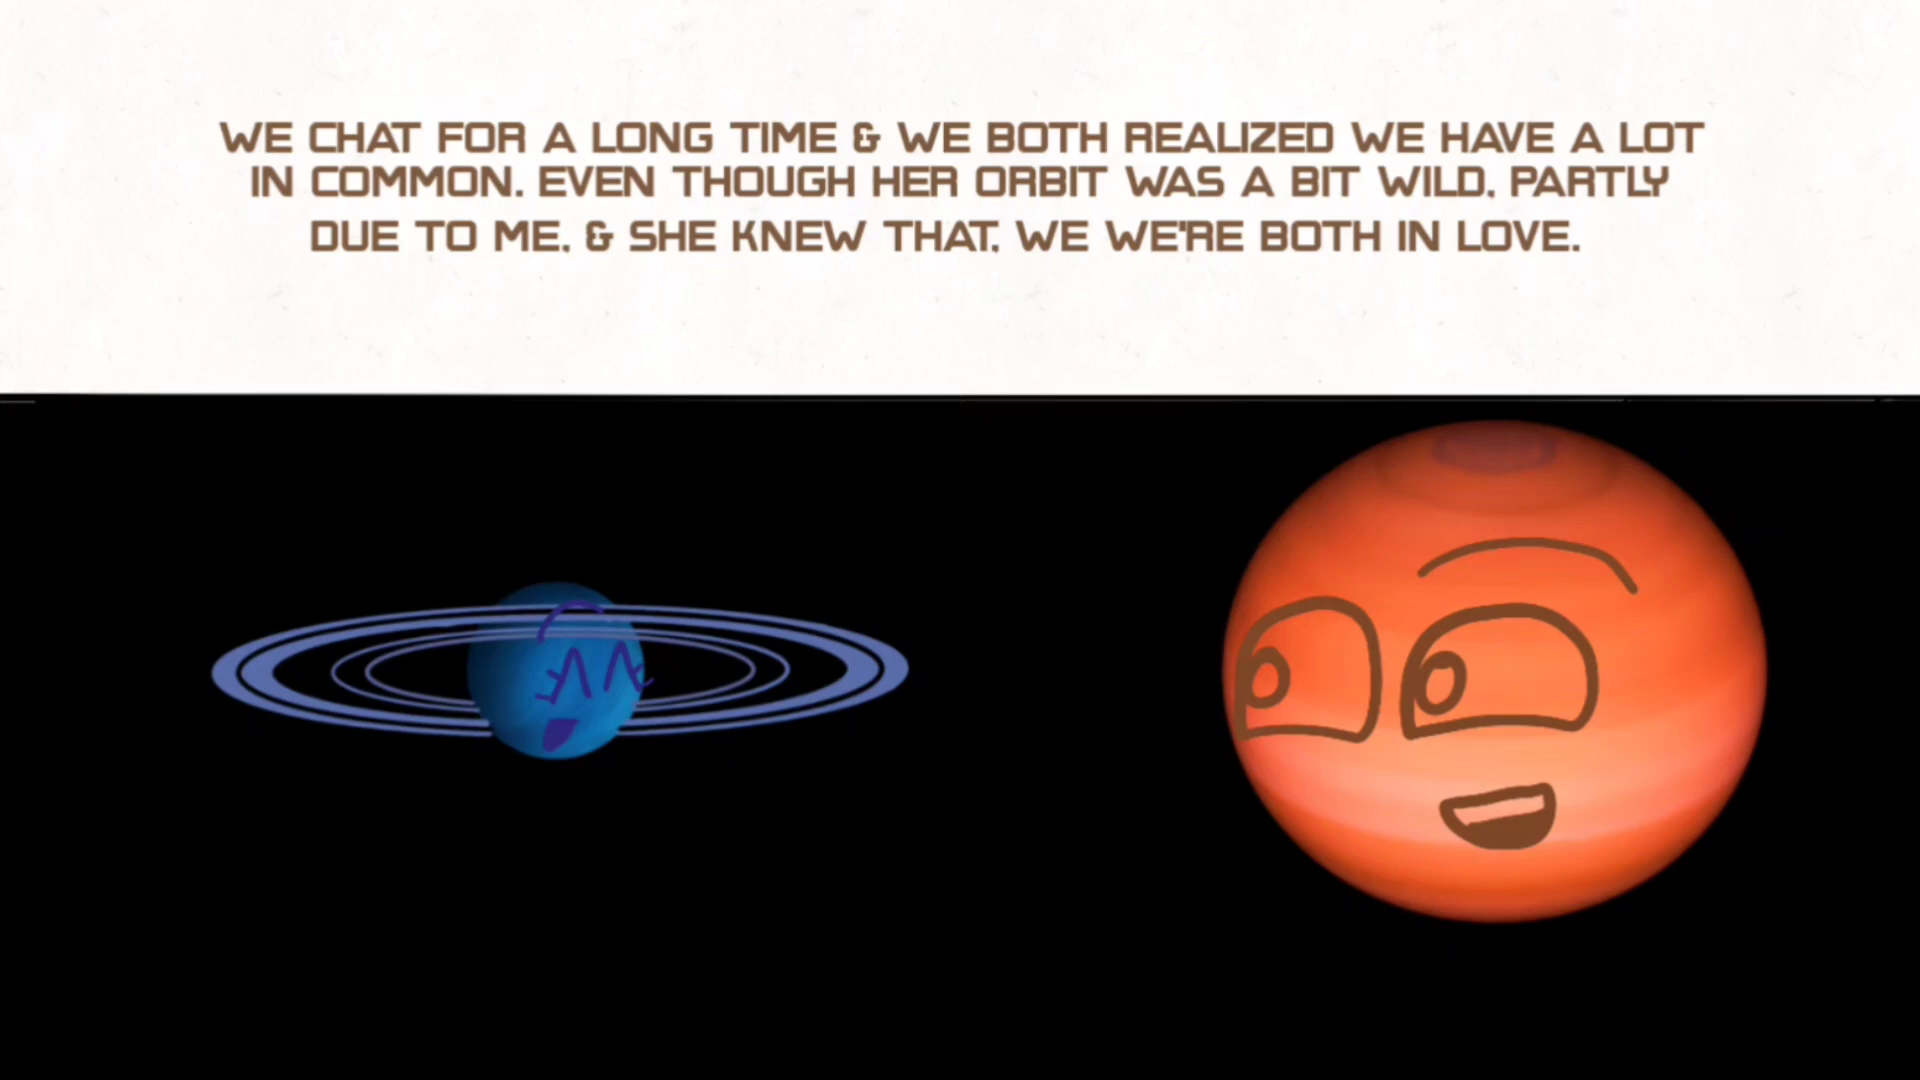 WE CHAT FOR A LONG TIME & WE BOTH REALIZED WE HAVE A LOT
IN COMMON. EVEN THOUGH HER ORBIT WAS A BIT WILD, PARTLY
DUE TO ME, & SHE KNEW THAT, WE WE'RE BOTH IN LOVE.